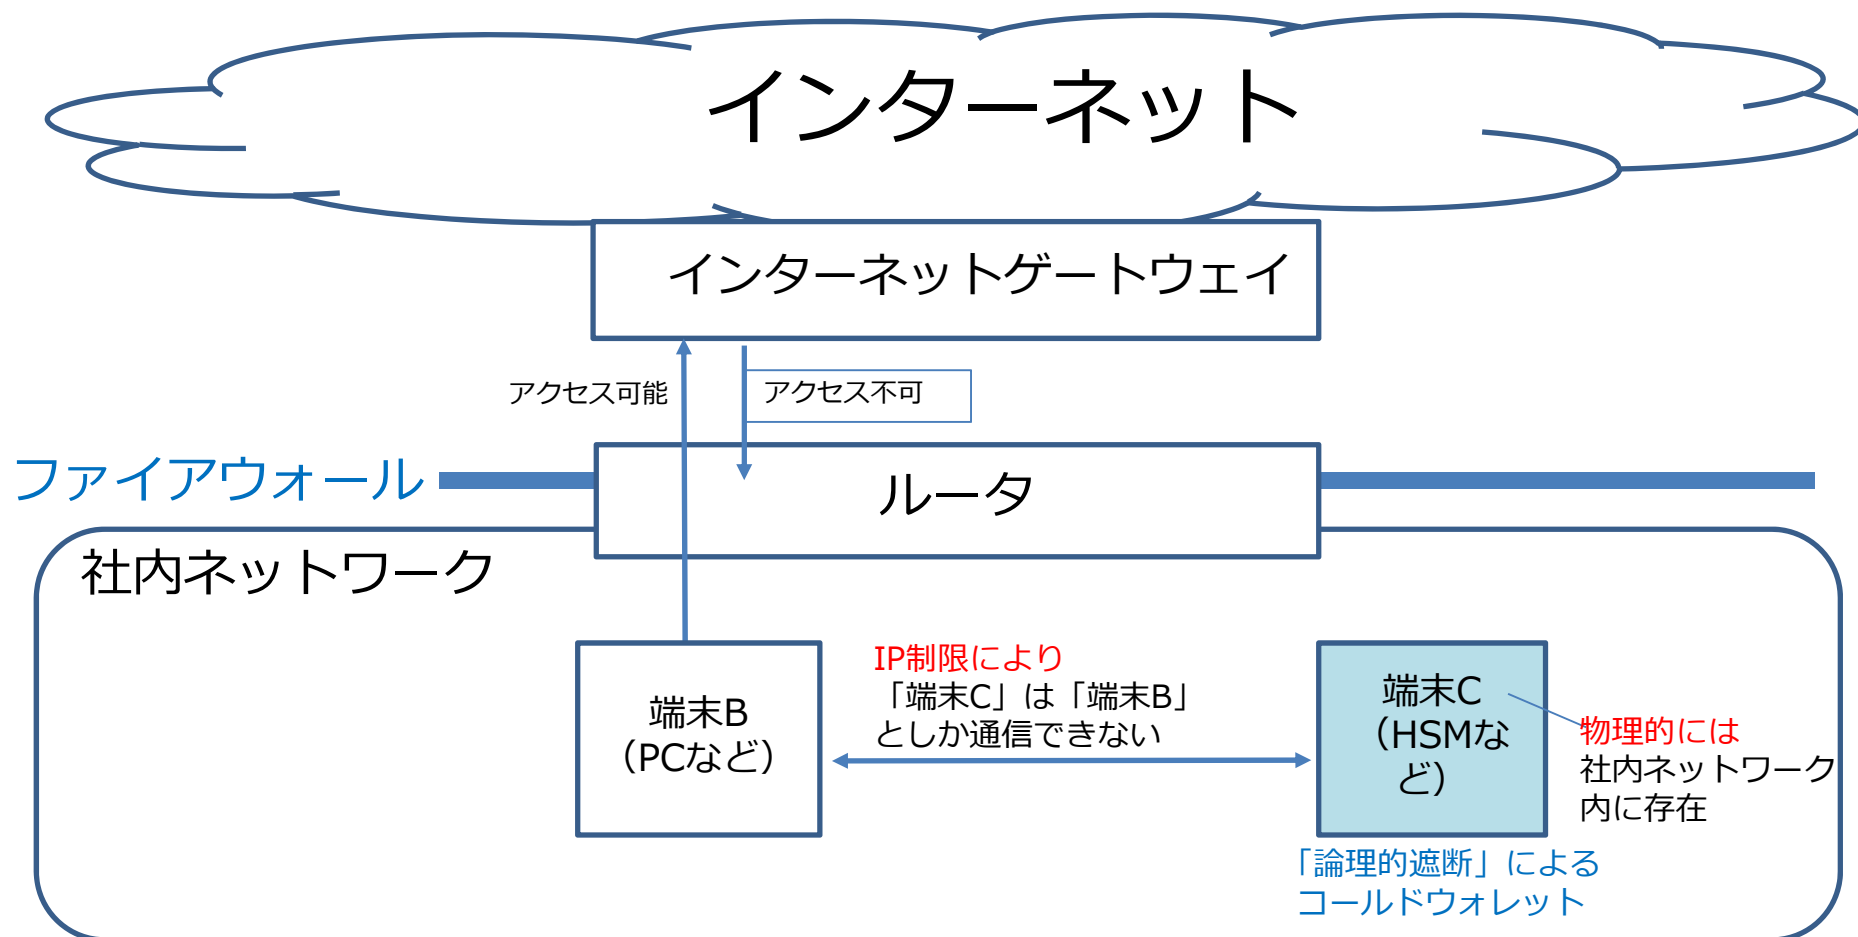 インターネット
インターネットゲートウェイ
アクセス可能
アクセス不可
ファイアウォール
ルータ
社内ネットワーク
端末B
（PCなど）
IP制限により
「端末C」は「端末B」
としか通信できない
端末C
（HSMな
ど）
物理的には
社内ネットワーク
内に存在
「論理的遮断」による
コールドウォレット